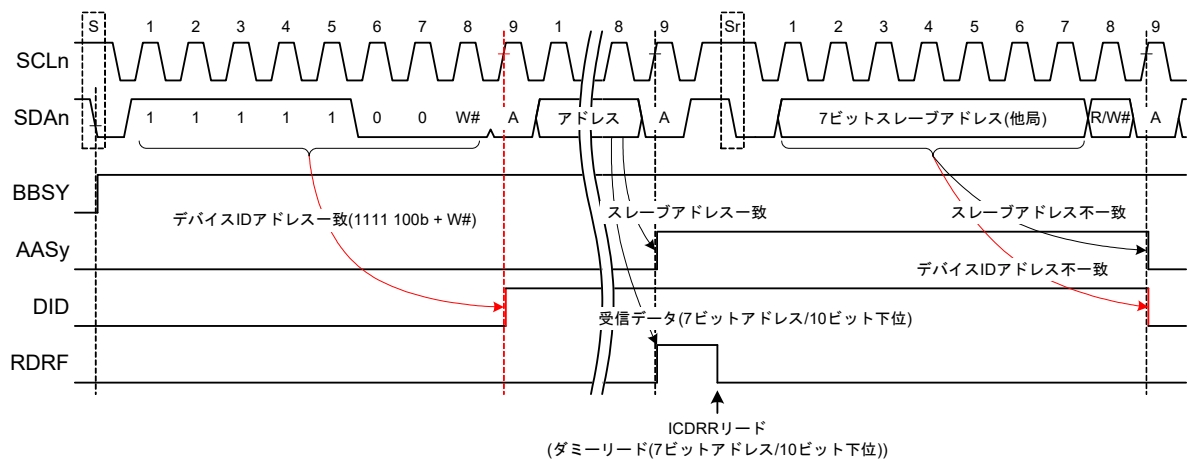 S 1 2 3 4 5 6 7 8 9 1 8 9 Sr 1 2 3 4 5 6 7 8 9
SCLn
SDAn 1 1 1 1 1 0 0 W# A アドレス A 7ビットスレーブアドレス(他局) R/W# A
BBSY
デバイスIDアドレス一致(1111 100b + W#) スレーブアドレス一致 スレーブアドレス不一致
AASy
デバイスIDアドレス不一致
DID
受信データ(7ビットアドレス/10ビット下位)
RDRF
ICDRRリード
(ダミーリード(7ビットアドレス/10ビット下位))